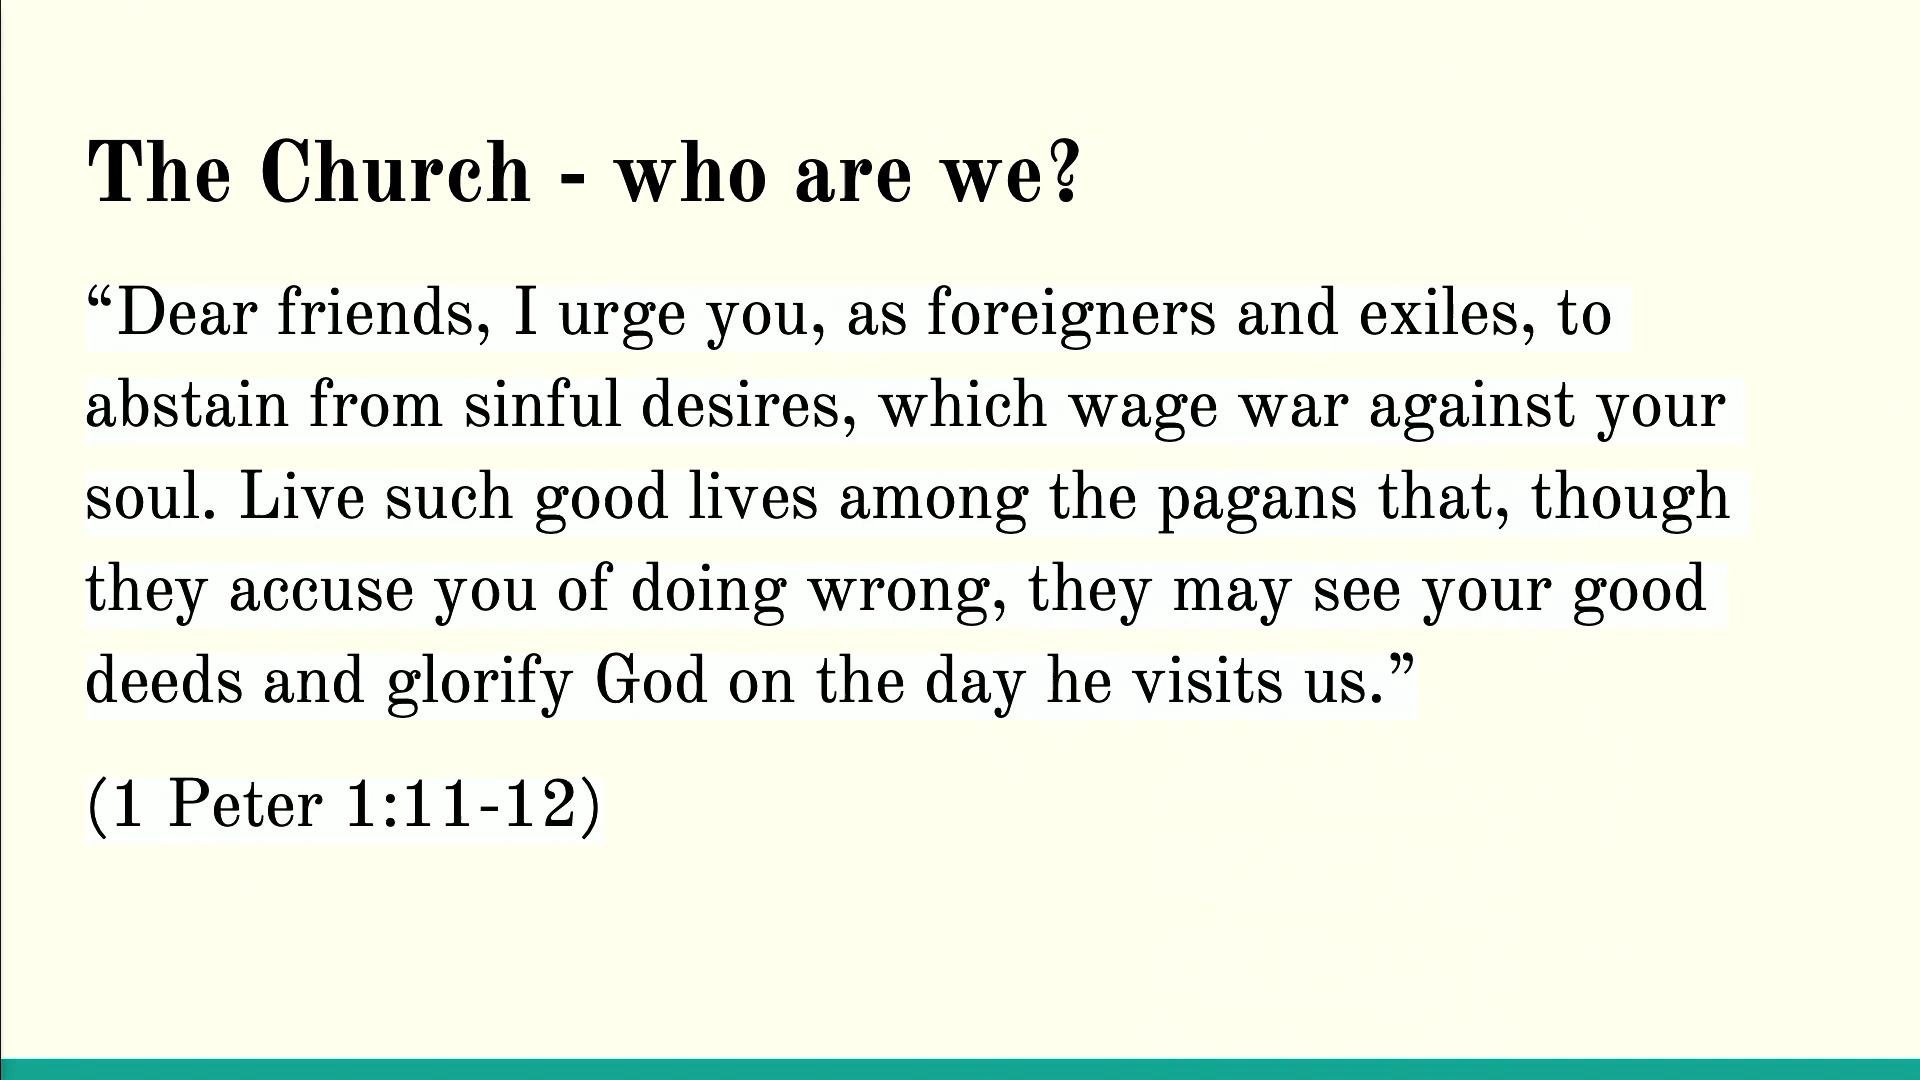 The Church - who are we?
“Dear friends, I urge you, as foreigners and exiles, to
abstain from sinful desires, which wage war against your
soul. Live such good lives among the pagans that, though
they accuse you of doing wrong, they may see your good
deeds and glorify God on the day he visits us.”
(1 Peter 1:11-12)